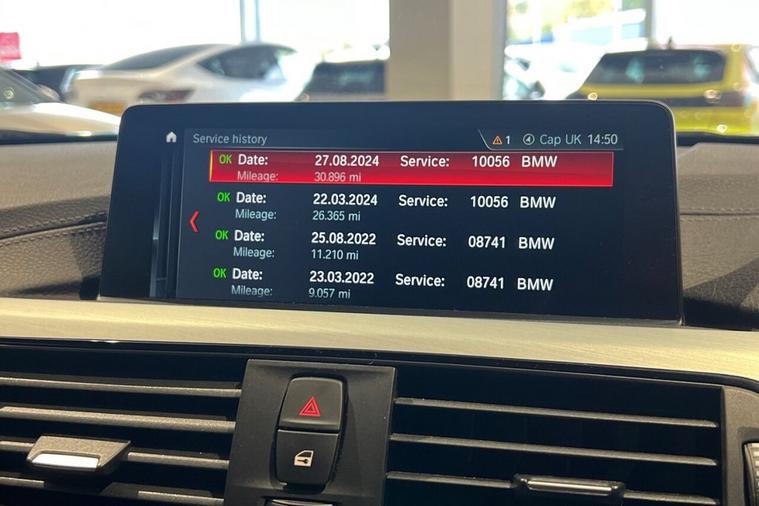 Service history 1 Cap UK 14:50
OK Date: 27.08.2024 Service: 10056 BMW
Mileage: 30.896 mi
OK Date: 22.03.2024 Service: 10056 BMW
Mileage: 26.365 mi
OK Date: 25.08.2022 Service: 08741 BMW
Mileage: 11.210 mi
OK Date: 23.03.2022 Service: 08741 BMW
Mileage: 9.057 mi